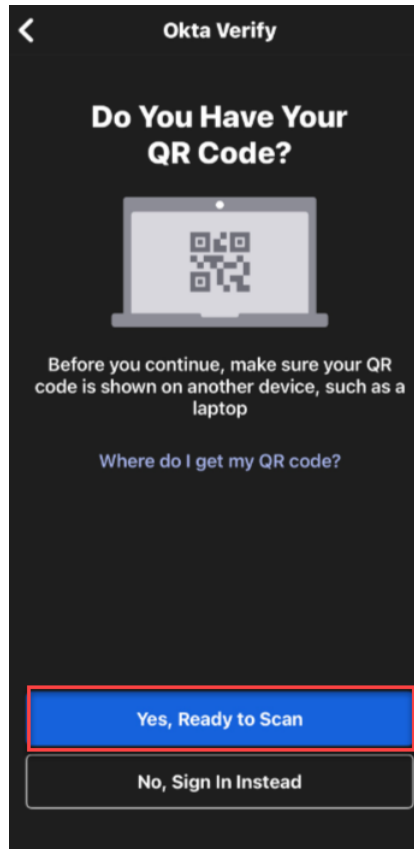 Okta Verify
Do You Have Your
QR Code?
Before you continue, make sure your QR
code is shown on another device, such as a
laptop
Where do I get my QR code?
Yes, Ready to Scan
No, Sign In Instead